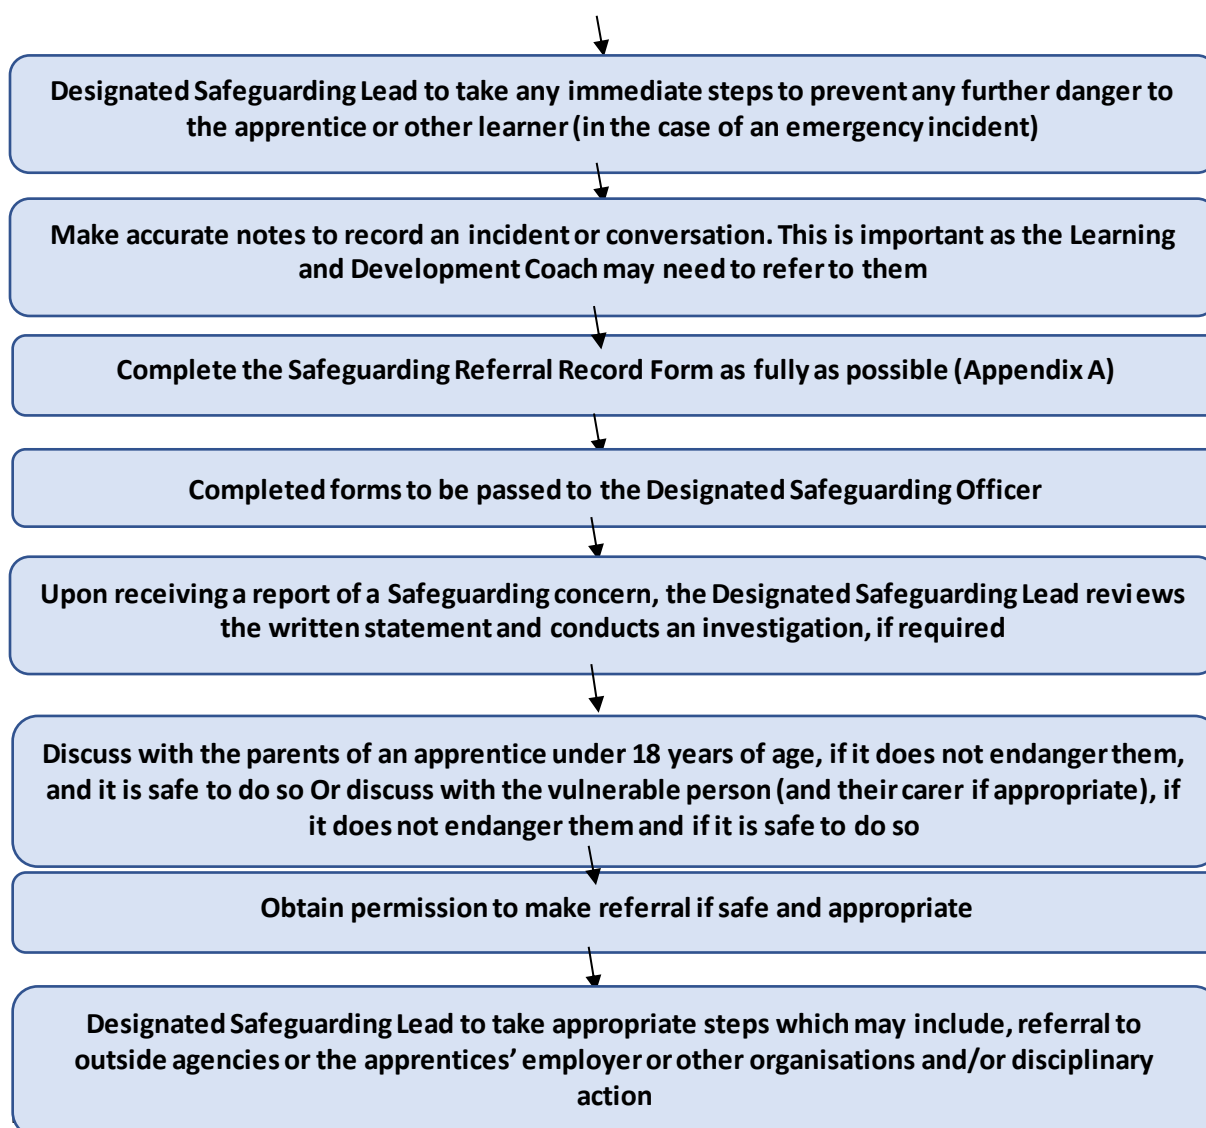 Designated Safeguarding Lead to take any immediate steps to prevent any further danger to
the apprentice or other learner (in the case of an emergency incident)
Make accurate notes to record an incident or conversation. This is important as the Learning
and Development Coach may need to refer to them
Complete the Safeguarding Referral Record Form as fully as possible (Appendix A)
Completed forms to be passed to the Designated Safeguarding Officer
Upon receiving a report of a Safeguarding concern, the Designated Safeguarding Lead reviews
the written statement and conducts an investigation, if required
Discuss with the parents of an apprentice under 18 years of age, if it does not endanger them,
and it is safe to do so Or discuss with the vulnerable person (and their carer if appropriate), if
it does not endanger them and if it is safe to do so
Obtain permission to make referral if safe and appropriate
Designated Safeguarding Lead to take appropriate steps which may include, referral to
outside agencies or the apprentices’ employer or other organisations and/or disciplinary
action